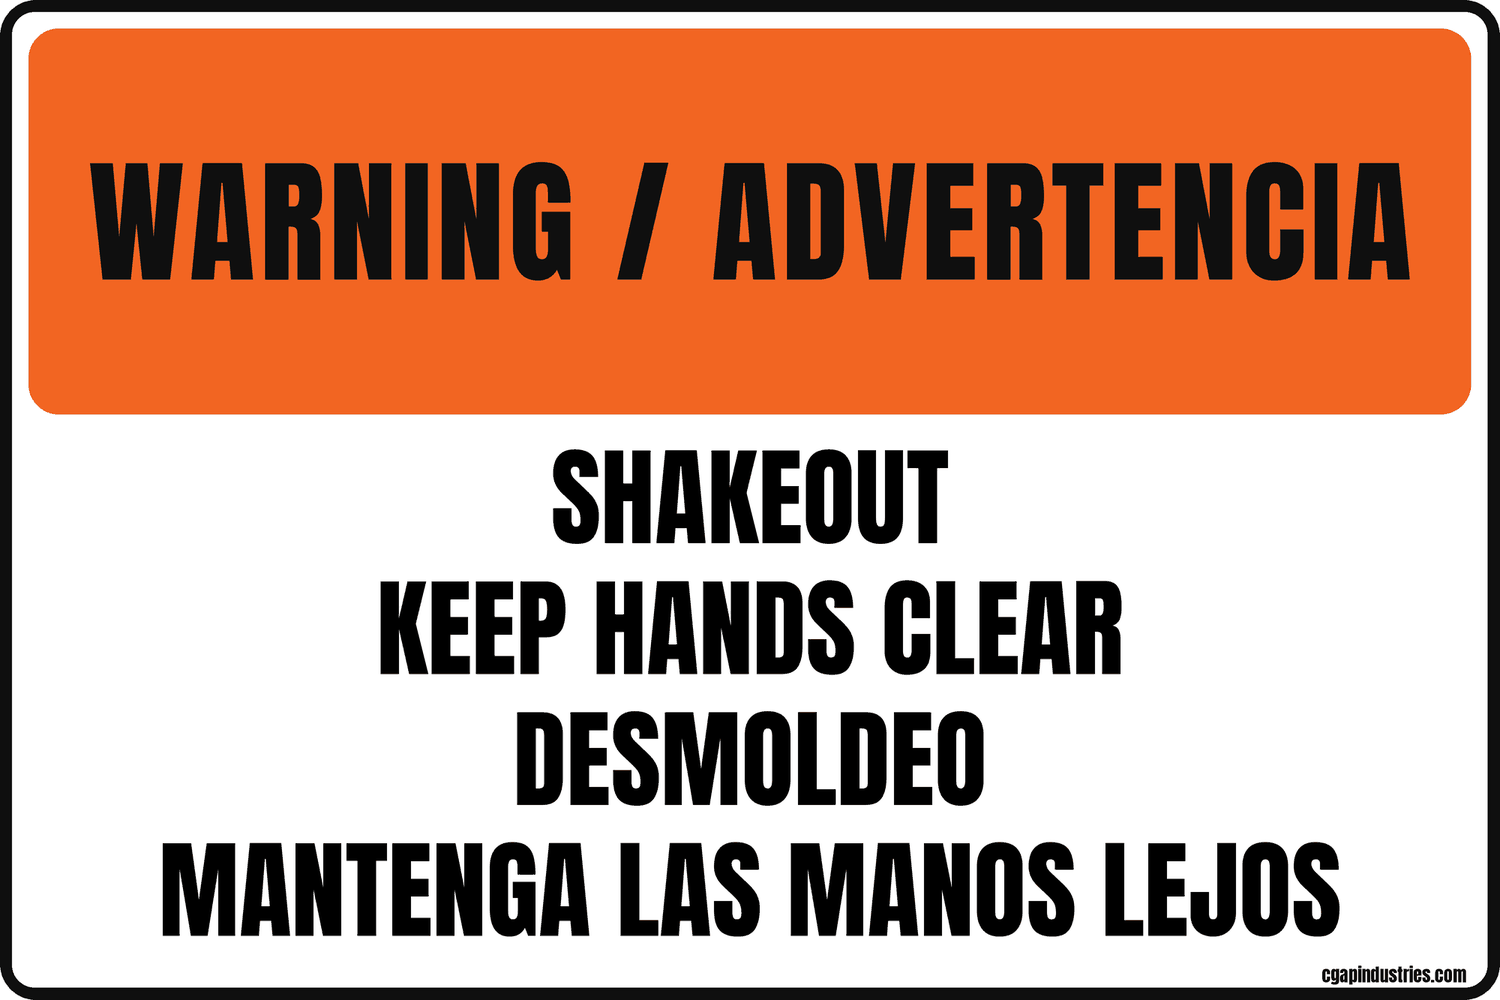 WARNING / ADVERTENCIA
SHAKEOUT
KEEP HANDS CLEAR
DESMOLDEO
MANTENGA LAS MANOS LEJOS
cgapindustries.com